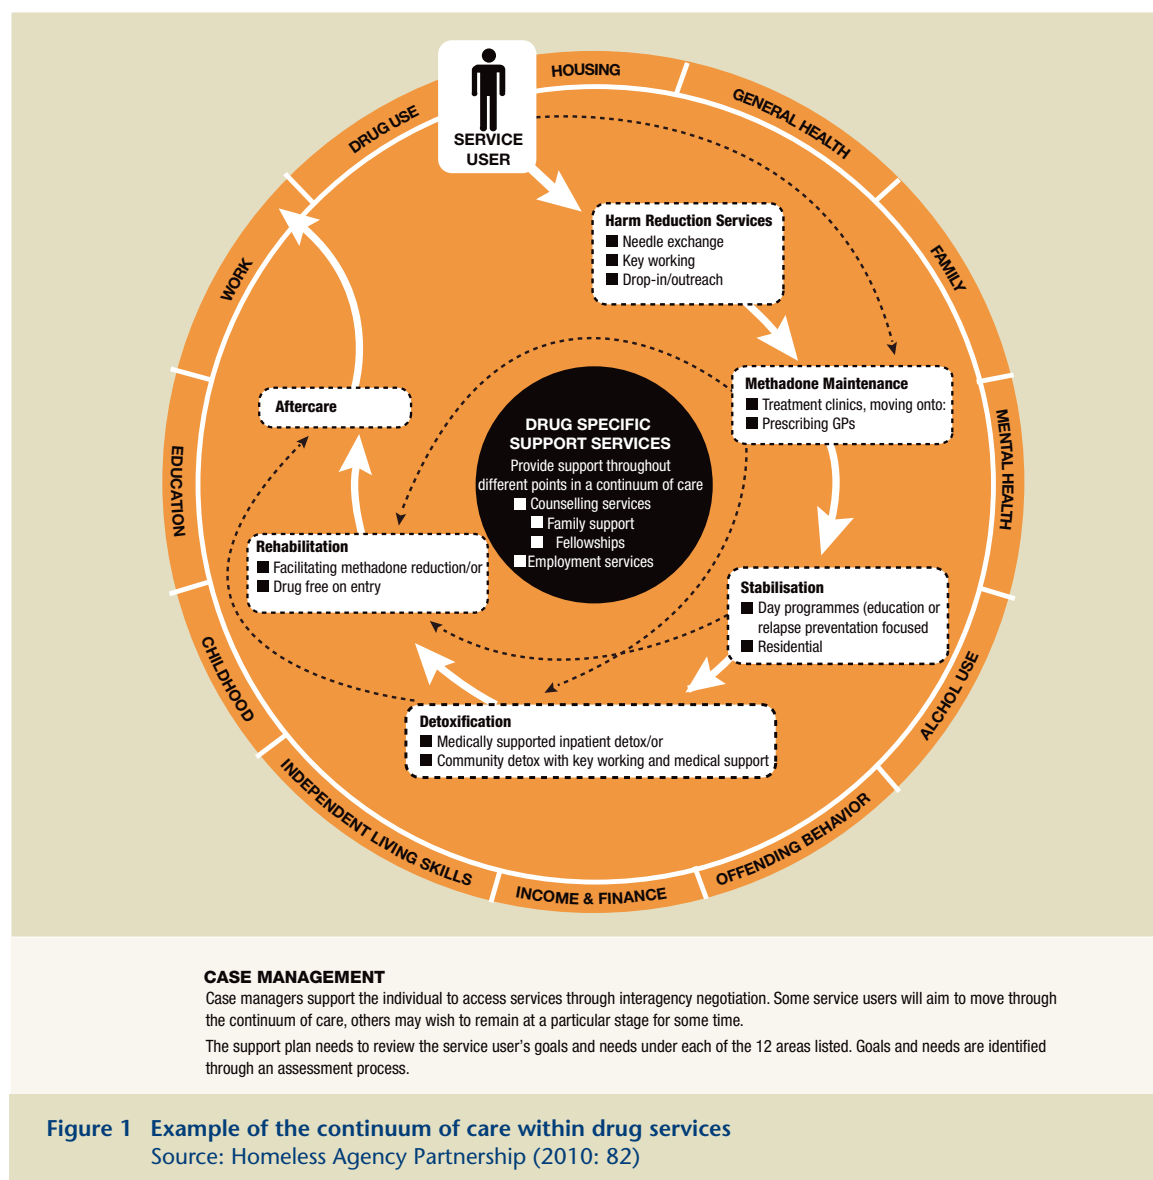 SERVICE
USER
HOUSING
GENERAL HEALTH
FAMILY
MENTAL HEALTH
ALCHOL USE
OFFENDING BEHAVIOR
INCOME & FINANCE
INDEPENDENT LIVING SKILLS
CHILDHOOD
EDUCATION
WORK
DRUG USE
Harm Reduction Services
Needle exchange
Key working
Drop-in/outreach
Methadone Maintenance
Treatment clinics, moving onto:
Prescribing GPs
Stabilisation
Day programmes (education or
relapse preventation focused
Residential
Detoxification
Medically supported inpatient detox/or
Community detox with key working and medical support
Rehabilitation
Facilitating methadone reduction/or
Drug free on entry
Aftercare
DRUG SPECIFIC
SUPPORT SERVICES
Provide support throughout
different points in a continuum of care
Counselling services
Family support
Fellowships
Employment services
CASE MANAGEMENT
Case managers support the individual to access services through interagency negotiation. Some service users will aim to move through
the continuum of care, others may wish to remain at a particular stage for some time.
The support plan needs to review the service user's goals and needs under each of the 12 areas listed. Goals and needs are identified
through an assessment process.
Figure 1 Example of the continuum of care within drug services
Source: Homeless Agency Partnership (2010: 82)